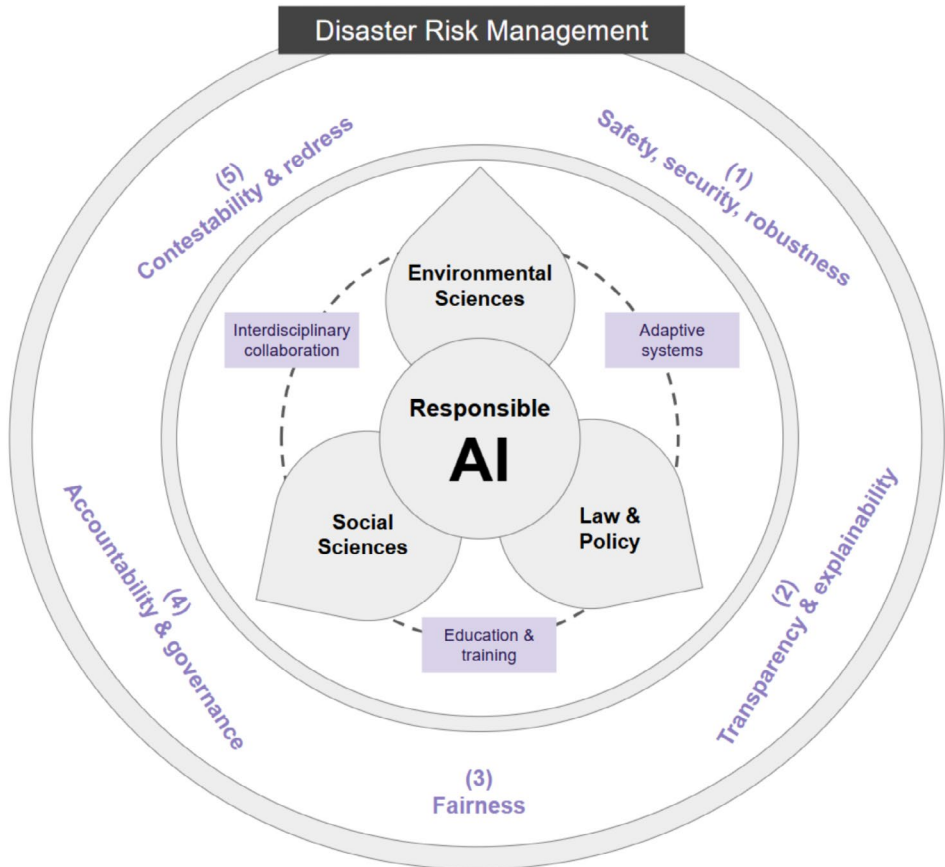 Disaster Risk Management
(1)
Safety, security, robustness
(2)
Transparency & explainability
(3)
Fairness
(4)
Accountability & governance
(5)
Contestability & redress
Environmental
Sciences
Interdisciplinary
collaboration
Adaptive
systems
Responsible
AI
Social
Sciences
Law &
Policy
Education &
training